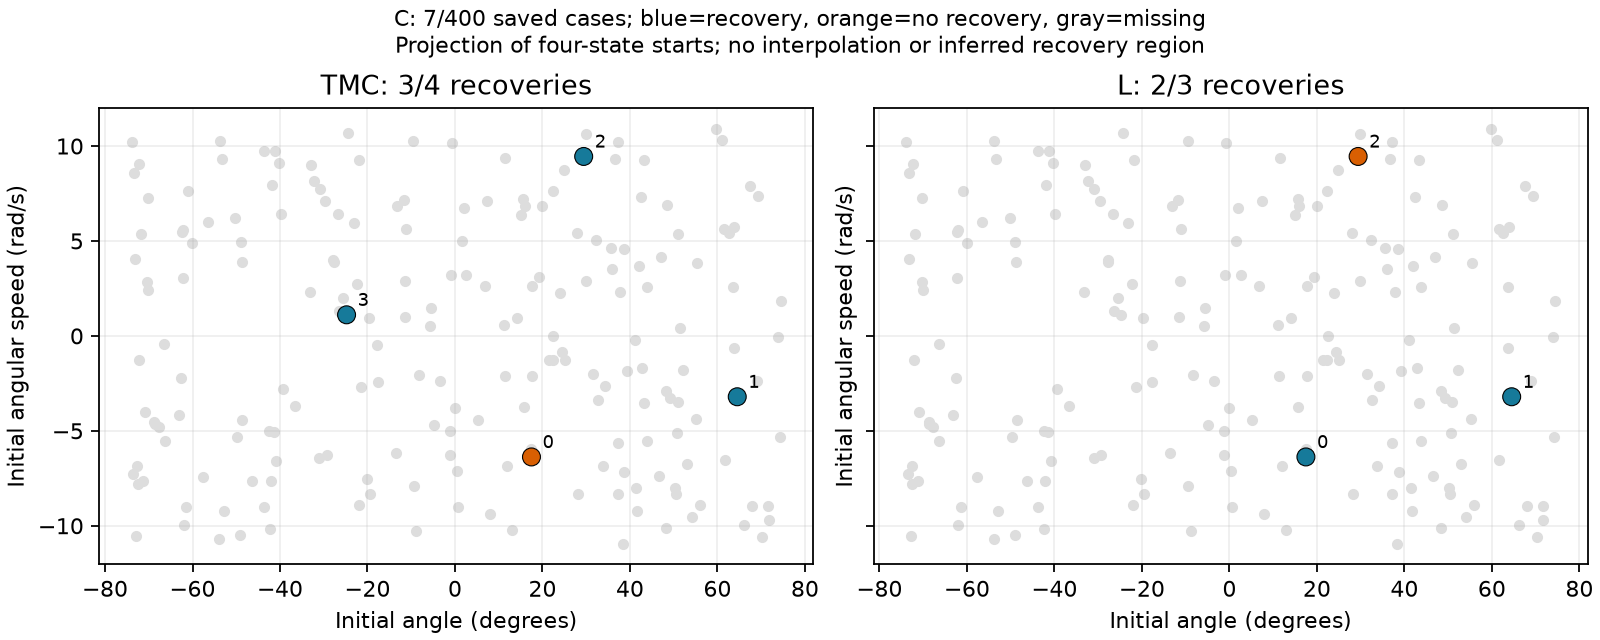 C: 7/400 saved cases; blue=recovery, orange=no recovery, gray=missing
Projection of four-state starts; no interpolation or inferred recovery region
TMC: 3/4 recoveries
Initial angular speed (rad/s)
10
5
0
−5
−10
2
3
1
0
−80 −60 −40 −20 0 20 40 60 80
Initial angle (degrees)
L: 2/3 recoveries
Initial angular speed (rad/s)
2
1
0
−80 −60 −40 −20 0 20 40 60 80
Initial angle (degrees)